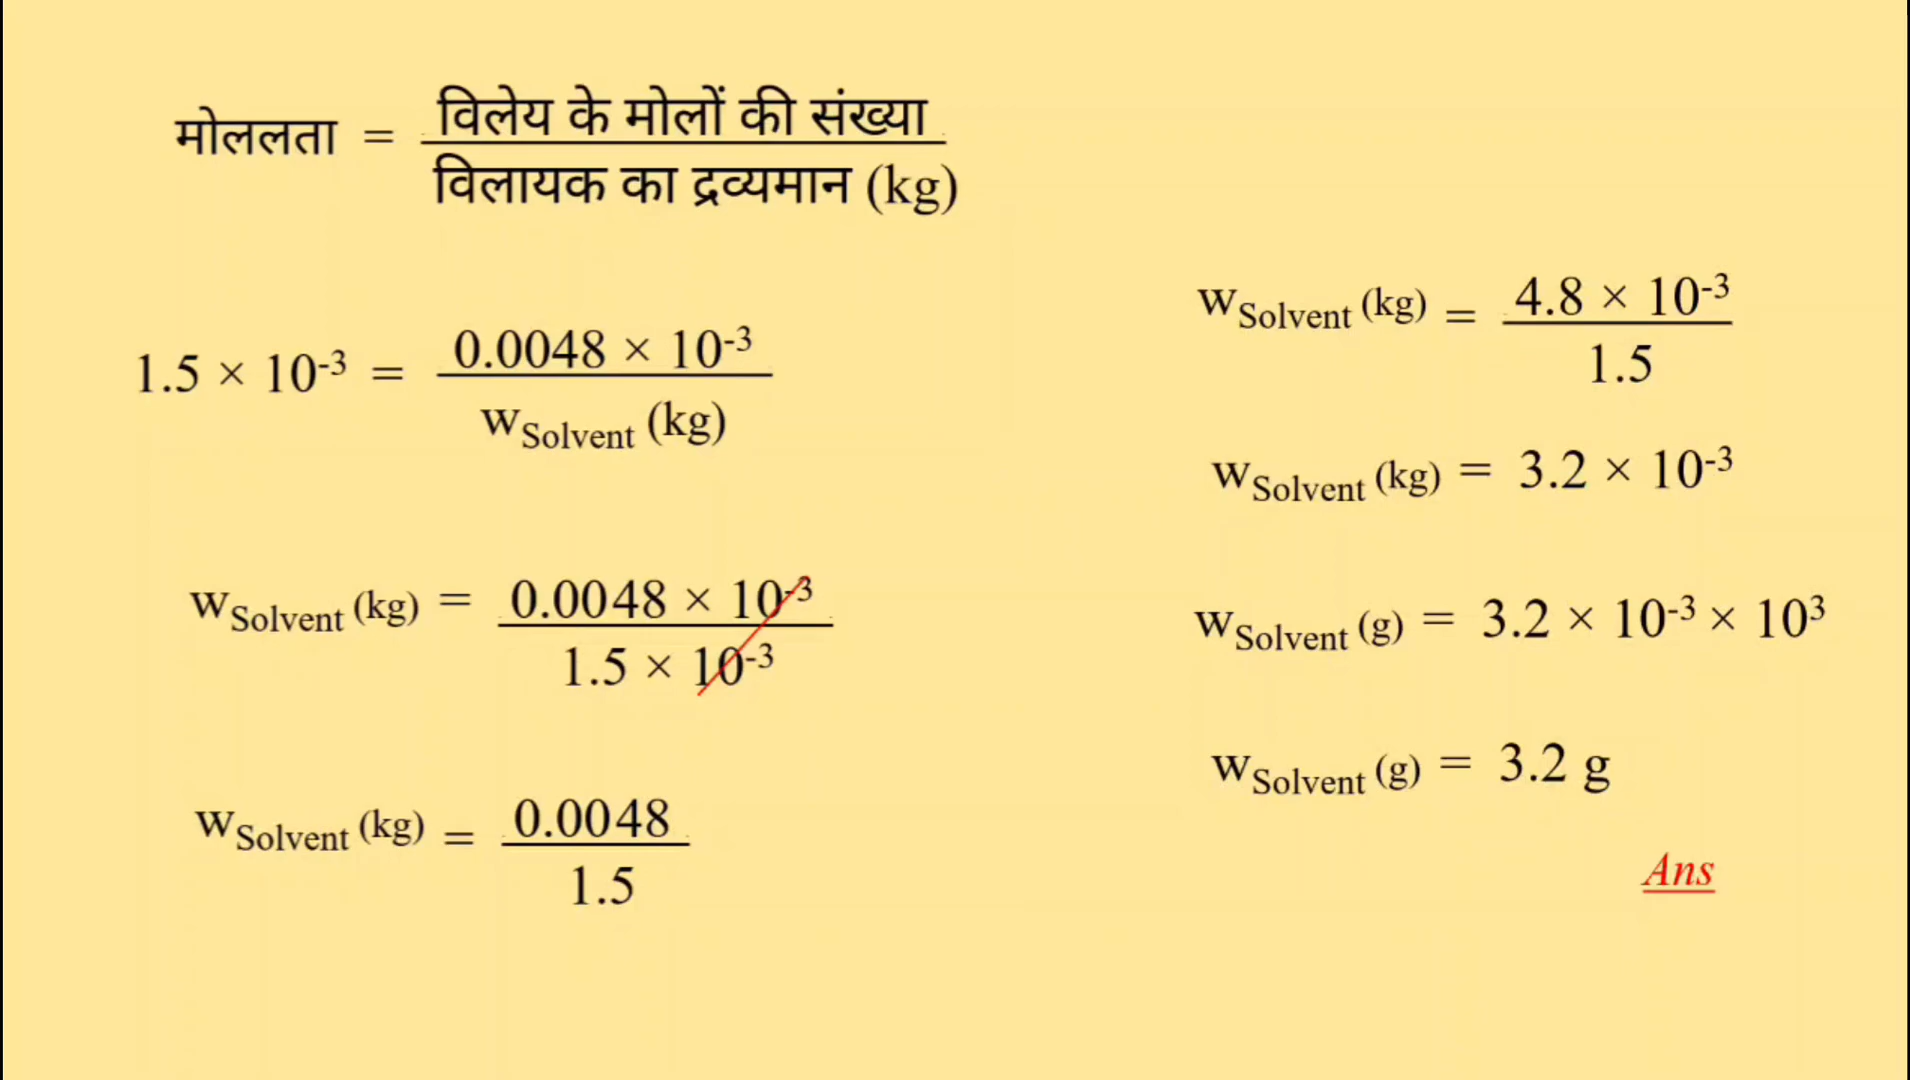 मोललता = विलेय के मोलों की संख्या
विलायक का द्रव्यमान (kg)
1.5 × 10⁻³ = 0.0048 × 10⁻³
wSolvent (kg)
wSolvent (kg) = 0.0048 × 10⁻³
1.5 × 10⁻³
wSolvent (kg) = 0.0048
1.5
wSolvent (kg) = 4.8 × 10⁻³
1.5
wSolvent (kg) = 3.2 × 10⁻³
wSolvent (g) = 3.2 × 10⁻³ × 10³
wSolvent (g) = 3.2 g
Ans